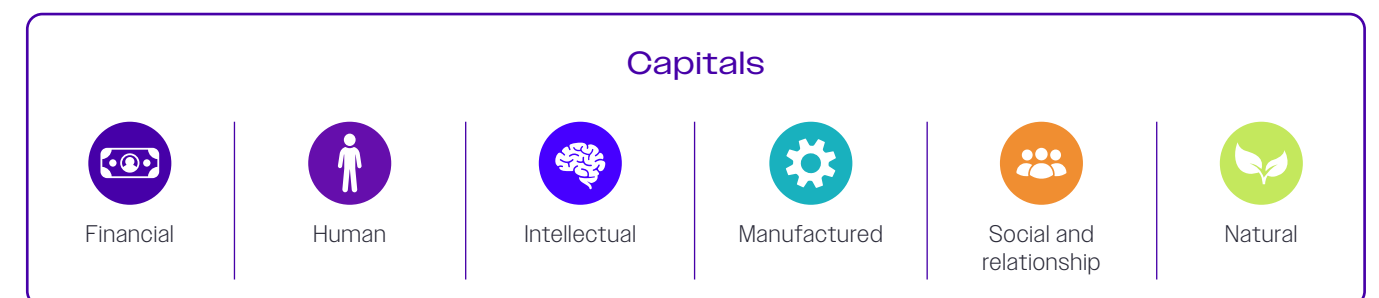 Capitals
Financial
Human
Intellectual
Manufactured
Social and
relationship
Natural